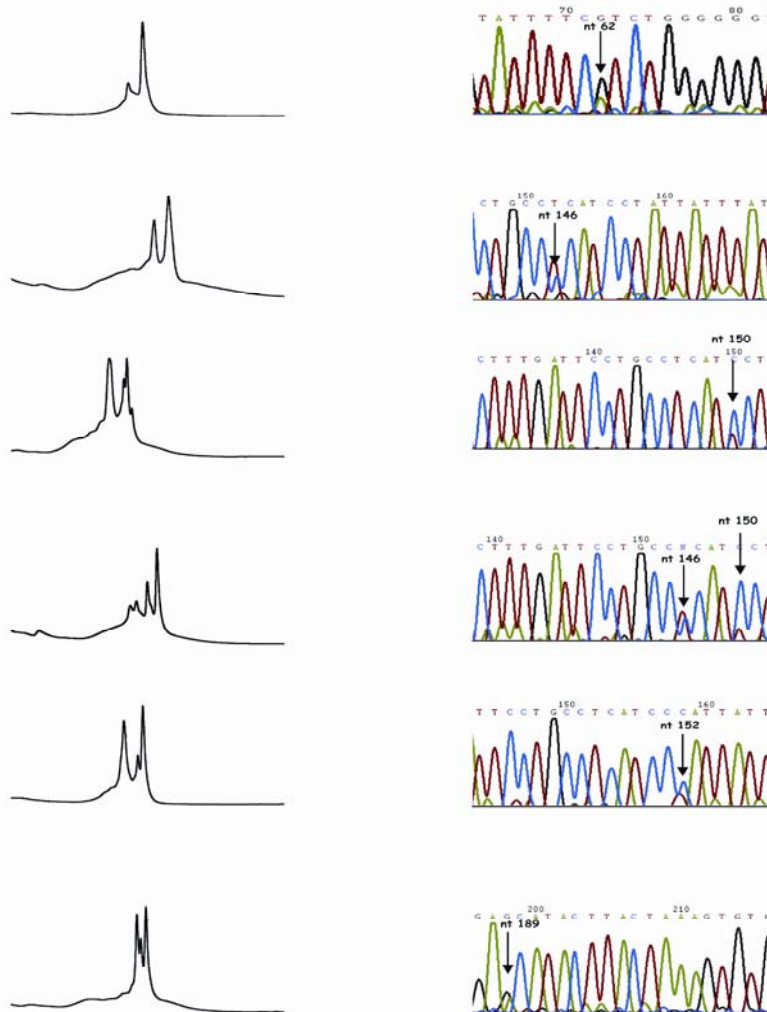 70 80
T A T T T T C G T C T G G G G G G
nt 62
150 160
C T G C C T C A T C C C T A T T A T T T A T
nt 146
nt 150
140 150
C T T T G A T T C C T G C C T C A T C C C T
nt 150
140 150
C T T T G A T T C C T G C C N C A T C C C T
nt 146
150 160
T T C C T G C C T C A T C C C A T T A T T
nt 152
200 210
G A G C A T A C T T A C T A A A G T G T G
nt 189